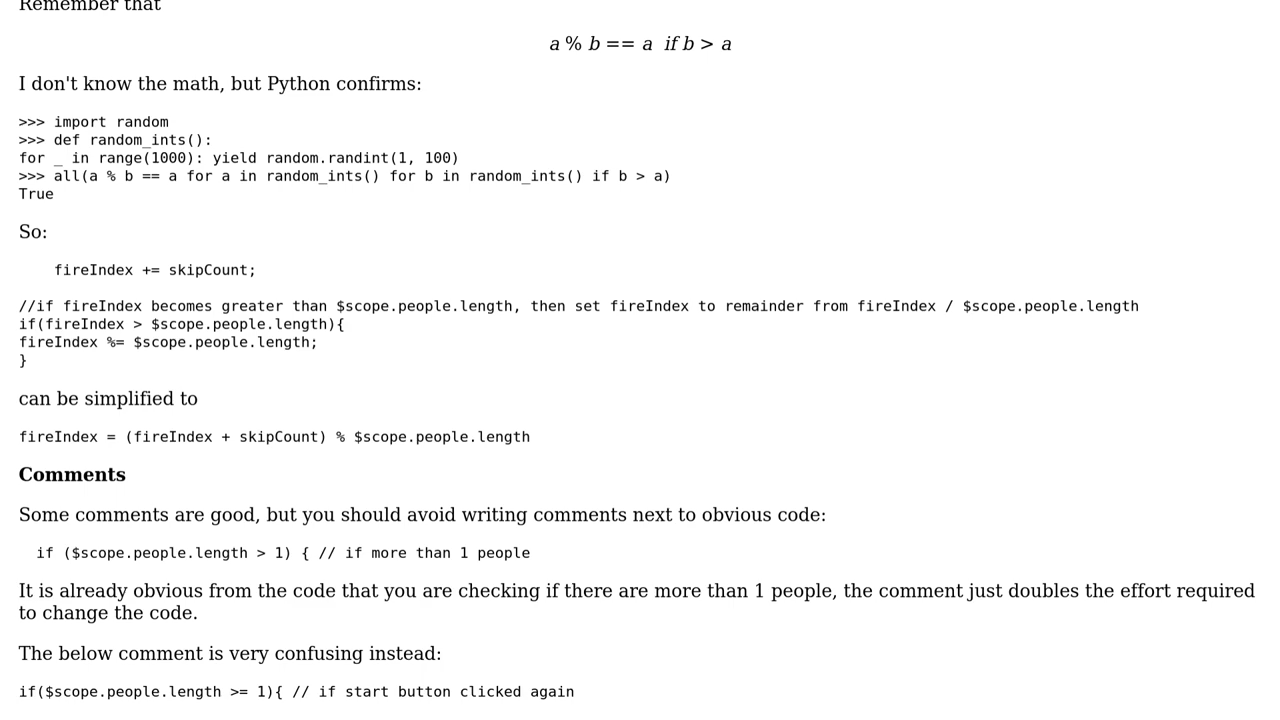 Remember that
a % b == a if b > a
I don't know the math, but Python confirms:
>>> import random
>>> def random_ints():
for _ in range(1000): yield random.randint(1, 100)
>>> all(a % b == a for a in random_ints() for b in random_ints() if b > a)
True
So:
    fireIndex += skipCount;
//if fireIndex becomes greater than $scope.people.length, then set fireIndex to remainder from fireIndex / $scope.people.length
if(fireIndex > $scope.people.length){
fireIndex %= $scope.people.length;
}
can be simplified to
fireIndex = (fireIndex + skipCount) % $scope.people.length
Comments
Some comments are good, but you should avoid writing comments next to obvious code:
  if ($scope.people.length > 1) { // if more than 1 people
It is already obvious from the code that you are checking if there are more than 1 people, the comment just doubles the effort required
to change the code.
The below comment is very confusing instead:
if($scope.people.length >= 1){ // if start button clicked again